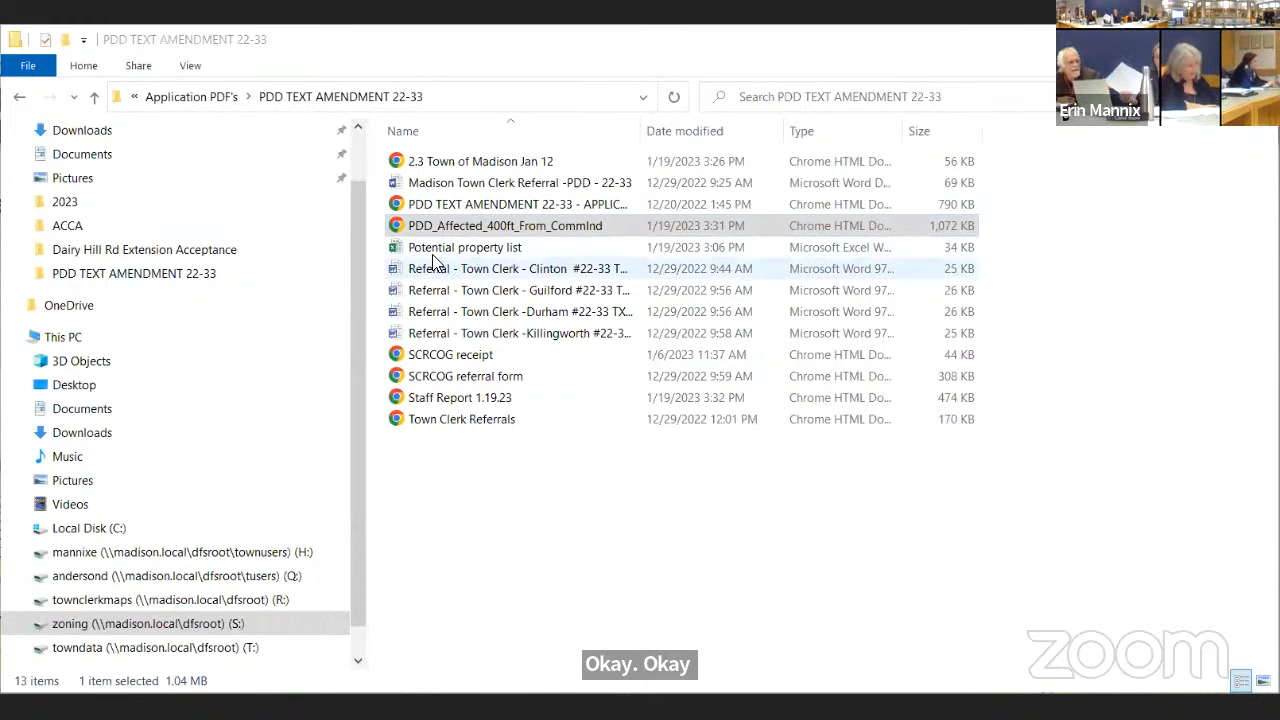 PDD TEXT AMENDMENT 22-33
File Home Share View
« Application PDF's > PDD TEXT AMENDMENT 22-33 Search PDD TEXT AMENDMENT 22-33
Erin Mannix
Downloads
Documents
Pictures
2023
ACCA
Dairy Hill Rd Extension Acceptance
PDD TEXT AMENDMENT 22-33
OneDrive
This PC
3D Objects
Desktop
Documents
Downloads
Music
Pictures
Videos
Local Disk (C:)
mannixe (\\madison.local\dfsroot\townusers) (H:)
andersond (\\madison.local\dfsroot\tusers) (Q:)
townclerkmaps (\\madison.local\dfsroot) (R:)
zoning (\\madison.local\dfsroot) (S:)
towndata (\\madison.local\dfsroot) (T:)
Name Date modified Type Size
2.3 Town of Madison Jan 12 1/19/2023 3:26 PM Chrome HTML Do... 56 KB
Madison Town Clerk Referral -PDD - 22-33 12/29/2022 9:25 AM Microsoft Word D... 69 KB
PDD TEXT AMENDMENT 22-33 - APPLIC... 12/20/2022 1:45 PM Chrome HTML Do... 790 KB
PDD_Affected_400ft_From_CommInd 1/19/2023 3:31 PM Chrome HTML Do... 1,072 KB
Potential property list 1/19/2023 3:06 PM Microsoft Excel W... 34 KB
Referral - Town Clerk - Clinton #22-33 T... 12/29/2022 9:44 AM Microsoft Word 97... 25 KB
Referral - Town Clerk - Guilford #22-33 T... 12/29/2022 9:56 AM Microsoft Word 97... 26 KB
Referral - Town Clerk -Durham #22-33 TX... 12/29/2022 9:56 AM Microsoft Word 97... 26 KB
Referral - Town Clerk -Killingworth #22-3... 12/29/2022 9:58 AM Microsoft Word 97... 25 KB
SCRCOG receipt 1/6/2023 11:37 AM Chrome HTML Do... 44 KB
SCRCOG referral form 12/29/2022 9:59 AM Chrome HTML Do... 308 KB
Staff Report 1.19.23 1/19/2023 3:32 PM Chrome HTML Do... 474 KB
Town Clerk Referrals 12/29/2022 12:01 PM Chrome HTML Do... 170 KB
Okay. Okay
zoom
13 items 1 item selected 1.04 MB